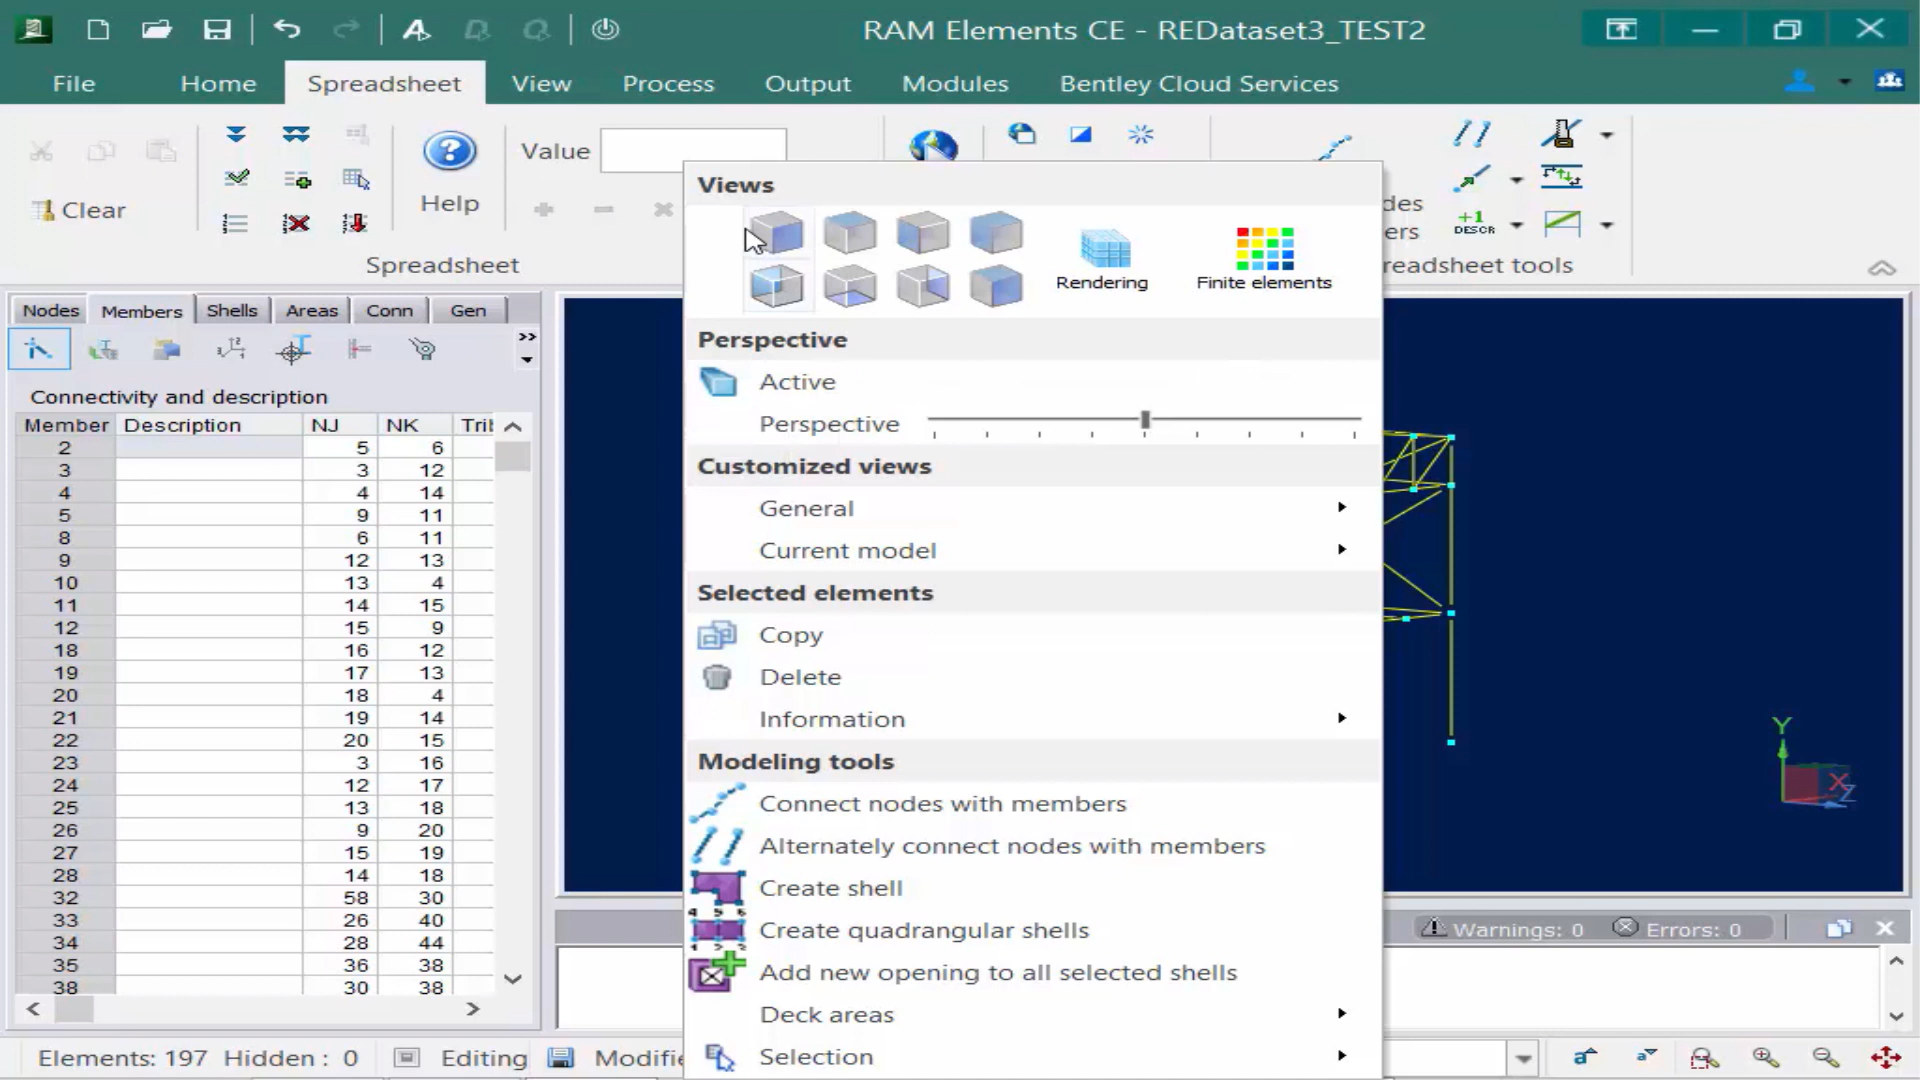 RAM Elements CE - REDataset3_TEST2
File Home Spreadsheet View Process Output Modules Bentley Cloud Services
Value
Clear
Help
Spreadsheet
+1
DESCR
readsheet tools
Views
Rendering
Finite elements
Perspective
Active
Perspective
Customized views
General
Current model
Selected elements
Copy
Delete
Information
Modeling tools
Connect nodes with members
Alternately connect nodes with members
Create shell
Create quadrangular shells
Add new opening to all selected shells
Deck areas
Selection
Nodes Members Shells Areas Conn Gen
Connectivity and description
Member Description NJ NK
2 5 6
3 3 12
4 4 14
5 9 11
8 6 11
9 12 13
10 13 4
11 14 15
12 15 9
18 16 12
19 17 13
20 18 4
21 19 14
22 20 15
23 3 16
24 12 17
25 13 18
26 9 20
27 15 19
28 14 18
32 58 30
33 26 40
34 28 44
35 36 38
38 30 38
Y
X
Z
Warnings: 0 Errors: 0
Elements: 197 Hidden : 0 Editing Modifie